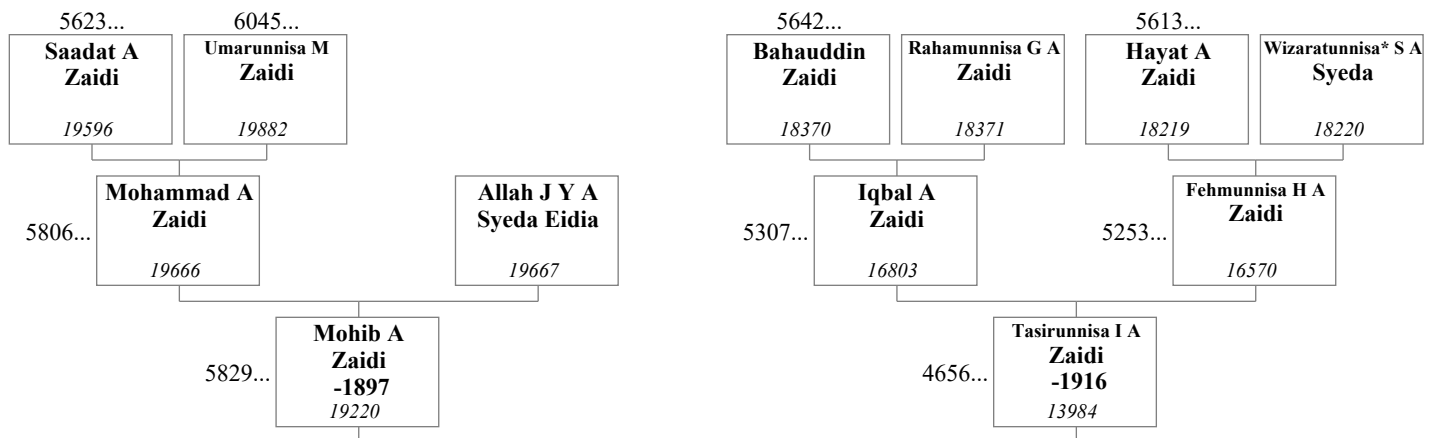 5623...
6045...
5642...
5613...
Saadat A
Zaidi
19596
Umarunnisa M
Zaidi
19882
Bahauddin
Zaidi
18370
Rahamunnisa G A
Zaidi
18371
Hayat A
Zaidi
18219
Wizaratunnisa* S A
Syeda
18220
5806...
Mohammad A
Zaidi
19666
Allah J Y A
Syeda Eidia
19667
5307...
Iqbal A
Zaidi
16803
5253...
Fehmunnisa H A
Zaidi
16570
5829...
Mohib A
Zaidi
-1897
19220
4656...
Tasirunnisa I A
Zaidi
-1916
13984